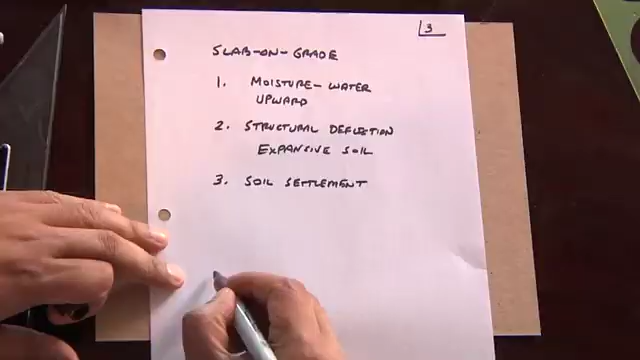 3
SLAB-ON-GRADE
1. MOISTURE-WATER
UPWARD
2. STRUCTURAL DEFLECTION
EXPANSIVE SOIL
3. SOIL SETTLEMENT